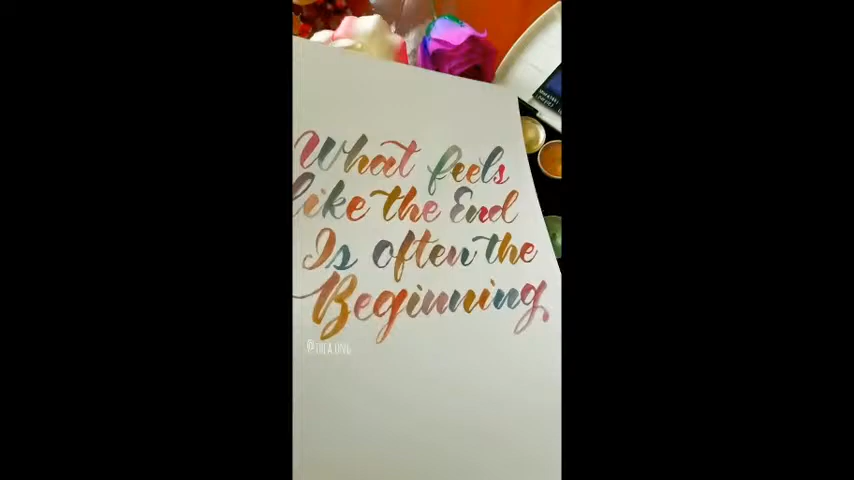 What feels
like the End
Is often the
Beginning